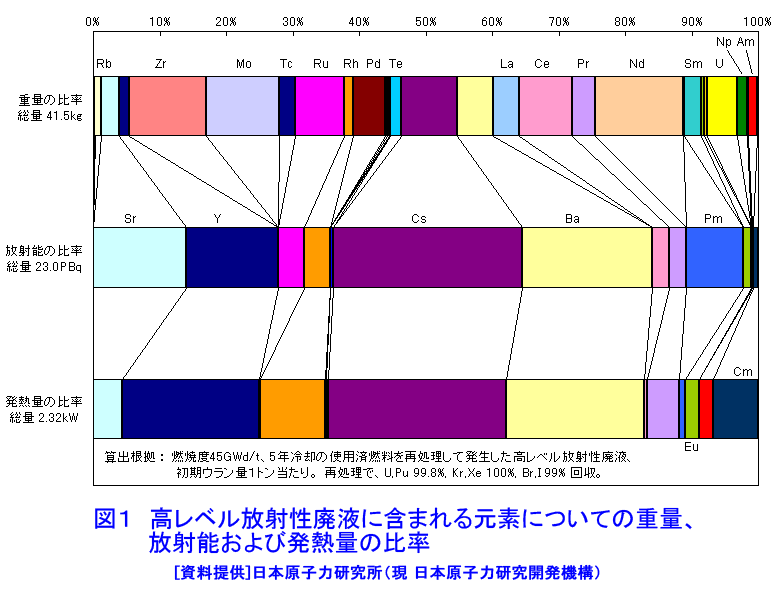 0% 10% 20% 30% 40% 50% 60% 70% 80% 90% 100%
Np Am
Rb Zr Mo Tc Ru Rh Pd Te La Ce Pr Nd Sm U
重量の比率
総量 41.5kg
Sr Y Cs Ba Pm
放射能の比率
総量 23.0PBq
Cm
発熱量の比率
総量 2.32kW
Eu
算出根拠： 燃焼度45GWd/t、5年冷却の使用済燃料を再処理して発生した高レベル放射性廃液、
初期ウラン量1トン当たり。 再処理で、U,Pu 99.8%, Kr,Xe 100%, Br,I 99% 回収。
図１ 高レベル放射性廃液に含まれる元素についての重量、
放射能および発熱量の比率
[資料提供]日本原子力研究所（現 日本原子力研究開発機構）